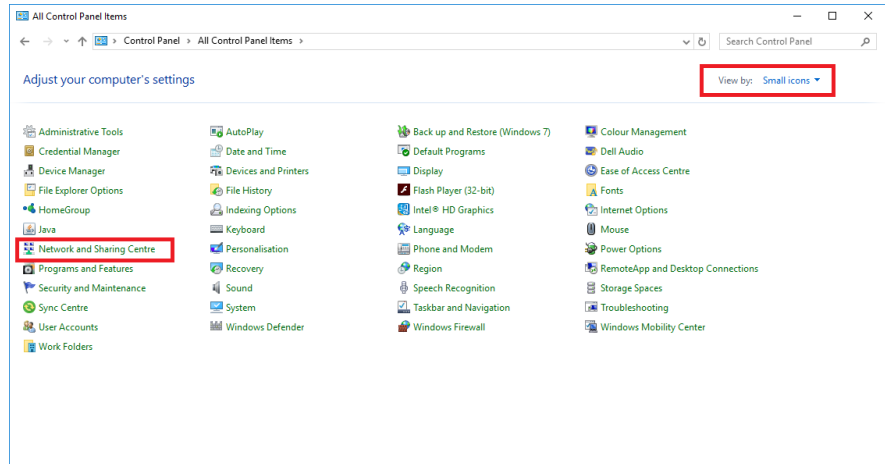 All Control Panel Items
Control Panel > All Control Panel Items >
Search Control Panel
Adjust your computer's settings
View by: Small icons
Administrative Tools
AutoPlay
Back up and Restore (Windows 7)
Colour Management
Credential Manager
Date and Time
Default Programs
Dell Audio
Device Manager
Devices and Printers
Display
Ease of Access Centre
File Explorer Options
File History
Flash Player (32-bit)
Fonts
HomeGroup
Indexing Options
Intel® HD Graphics
Internet Options
Java
Keyboard
Language
Mouse
Network and Sharing Centre
Personalisation
Phone and Modem
Power Options
Programs and Features
Recovery
Region
RemoteApp and Desktop Connections
Security and Maintenance
Sound
Speech Recognition
Storage Spaces
Sync Centre
System
Taskbar and Navigation
Troubleshooting
User Accounts
Windows Defender
Windows Firewall
Windows Mobility Center
Work Folders